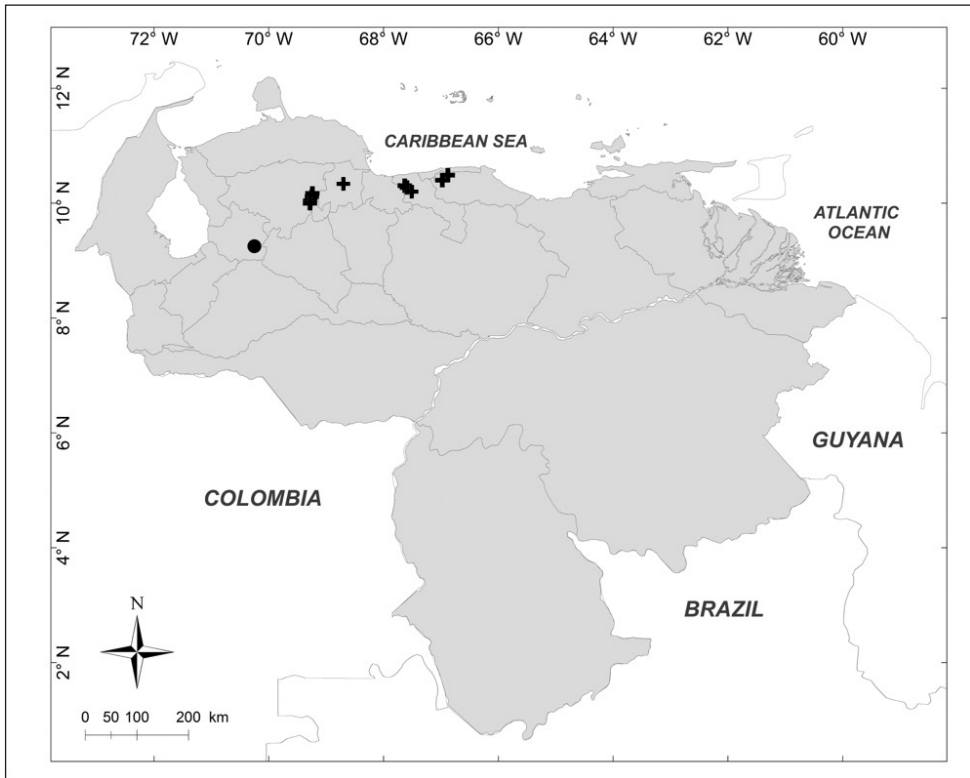 72° W 70° W 68° W 66° W 64° W 62° W 60° W
12° N
CARIBBEAN SEA
10° N
ATLANTIC
OCEAN
8° N
6° N
GUYANA
COLOMBIA
4° N
BRAZIL
N
2° N
0 50 100 200 km